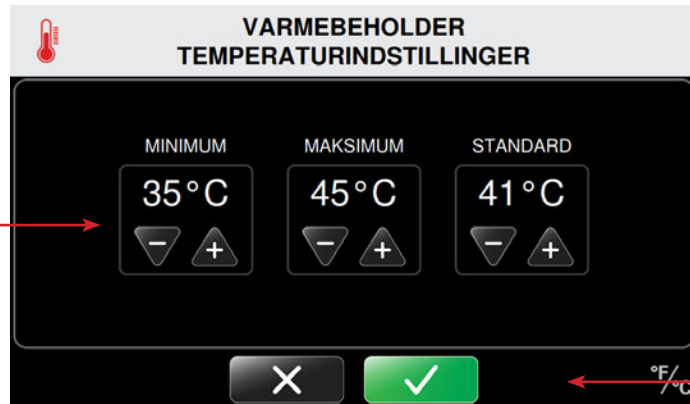 VARMEBEHOLDER
TEMPERATURINDSTILLINGER
MINIMUM MAKSIMUM STANDARD
35°C 45°C 41°C
− + − + − +
°F/°C